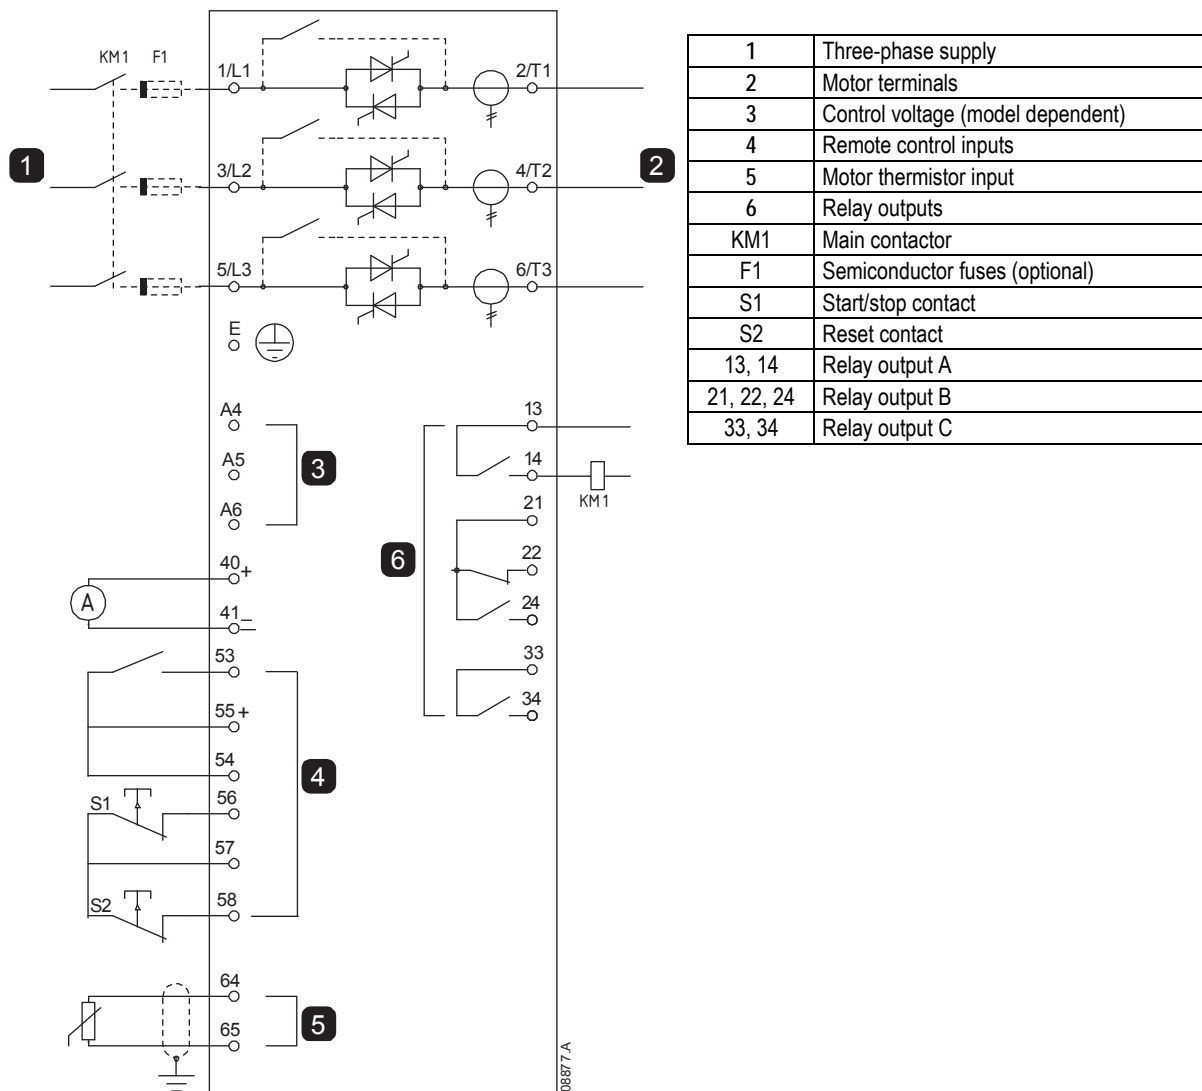 KM1 F1
1/L1 2/T1
1
3/L2 4/T2
2
5/L3 6/T3
E
A4
A5
A6
3
13
14
KM1
21
22
24
33
34
6
40 +
A
41 –
53
55 +
54
S1 56
57
S2 58
4
64
65
5
08877.A
1 Three-phase supply
2 Motor terminals
3 Control voltage (model dependent)
4 Remote control inputs
5 Motor thermistor input
6 Relay outputs
KM1 Main contactor
F1 Semiconductor fuses (optional)
S1 Start/stop contact
S2 Reset contact
13, 14 Relay output A
21, 22, 24 Relay output B
33, 34 Relay output C